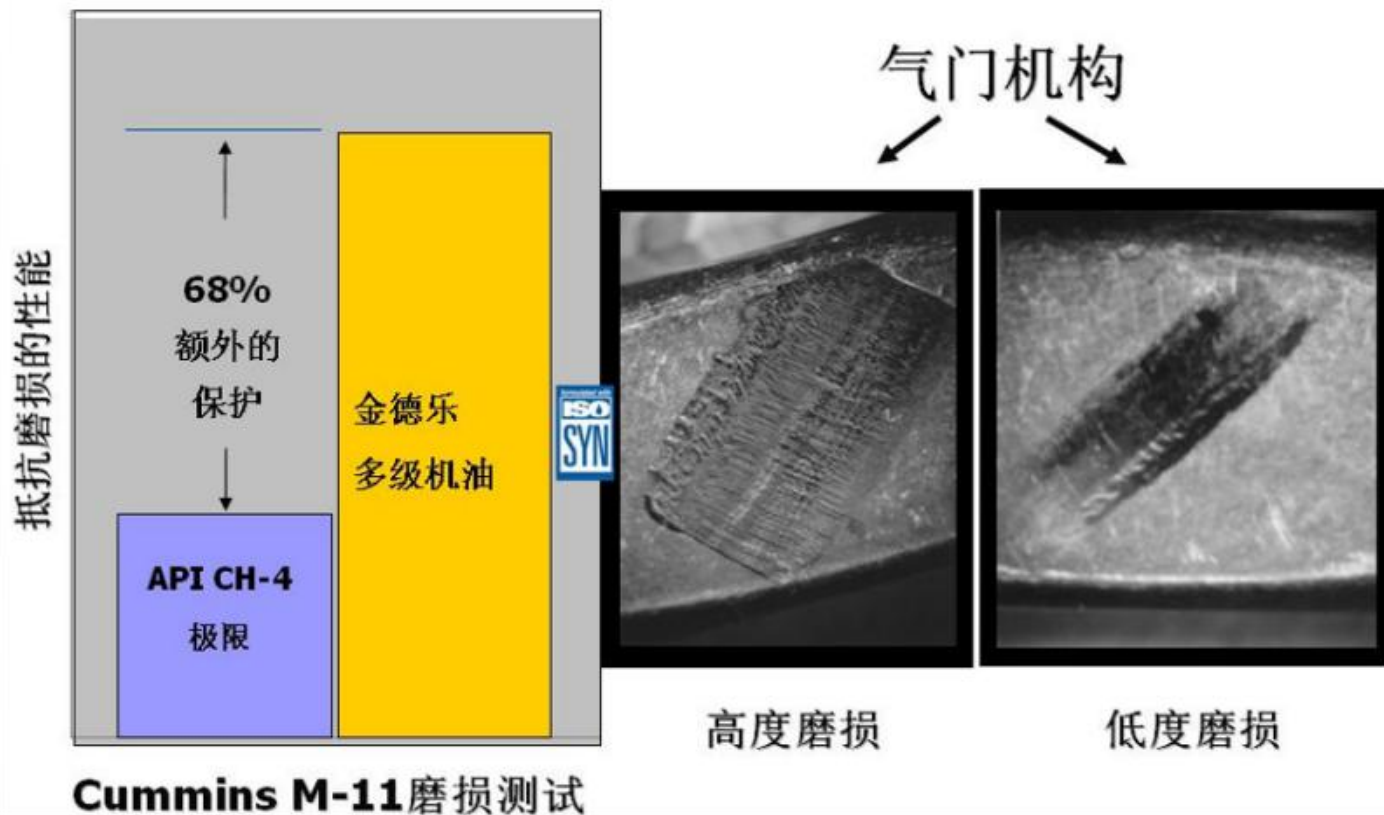 气门机构
抵抗磨损的性能
68%
额外的
保护
金德乐
多级机油
ISO
SYN
API CH-4
极限
高度磨损
低度磨损
Cummins M-11磨损测试